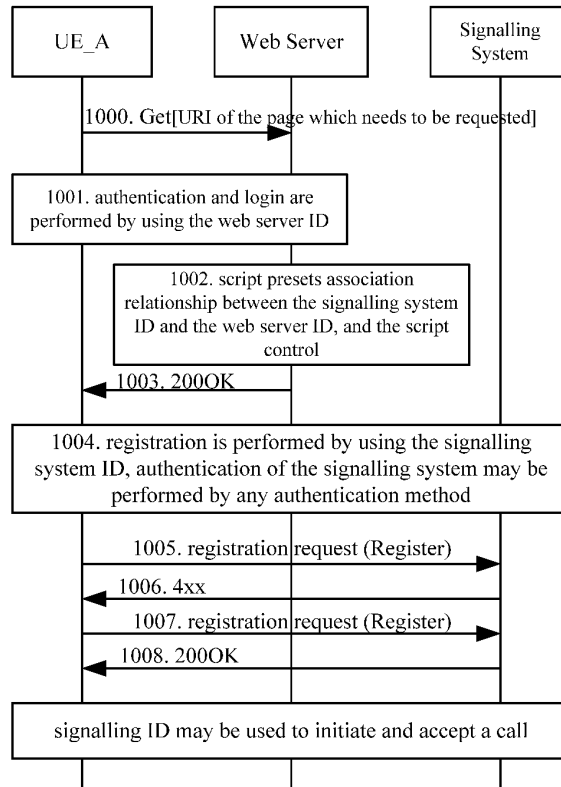 UE_A
Web Server
Signalling
System
1000. Get[URI of the page which needs to be requested]
1001. authentication and login are
performed by using the web server ID
1002. script presets association
relationship between the signalling system
ID and the web server ID, and the script
control
1003. 200OK
1004. registration is performed by using the signalling
system ID, authentication of the signalling system may be
performed by any authentication method
1005. registration request (Register)
1006. 4xx
1007. registration request (Register)
1008. 200OK
signalling ID may be used to initiate and accept a call